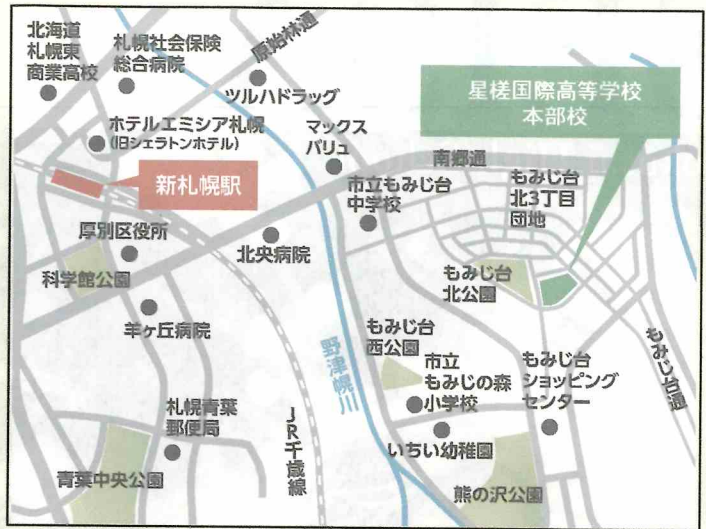 北海道
札幌東
商業高校
札幌社会保険
総合病院
原始林通
ツルハドラッグ
星槎国際高等学校
本部校
ホテルエミシア札幌
(旧シェラトンホテル)
マックス
バリュ
南郷通
新札幌駅
市立もみじ台
中学校
もみじ台
北3丁目
団地
厚別区役所
北央病院
科学館公園
もみじ台
北公園
羊ヶ丘病院
もみじ台
西公園
野津幌川
市立
もみじの森
小学校
もみじ台
ショッピング
センター
もみじ台通
札幌青葉
郵便局
JR千歳線
いちい幼稚園
青葉中央公園
熊の沢公園